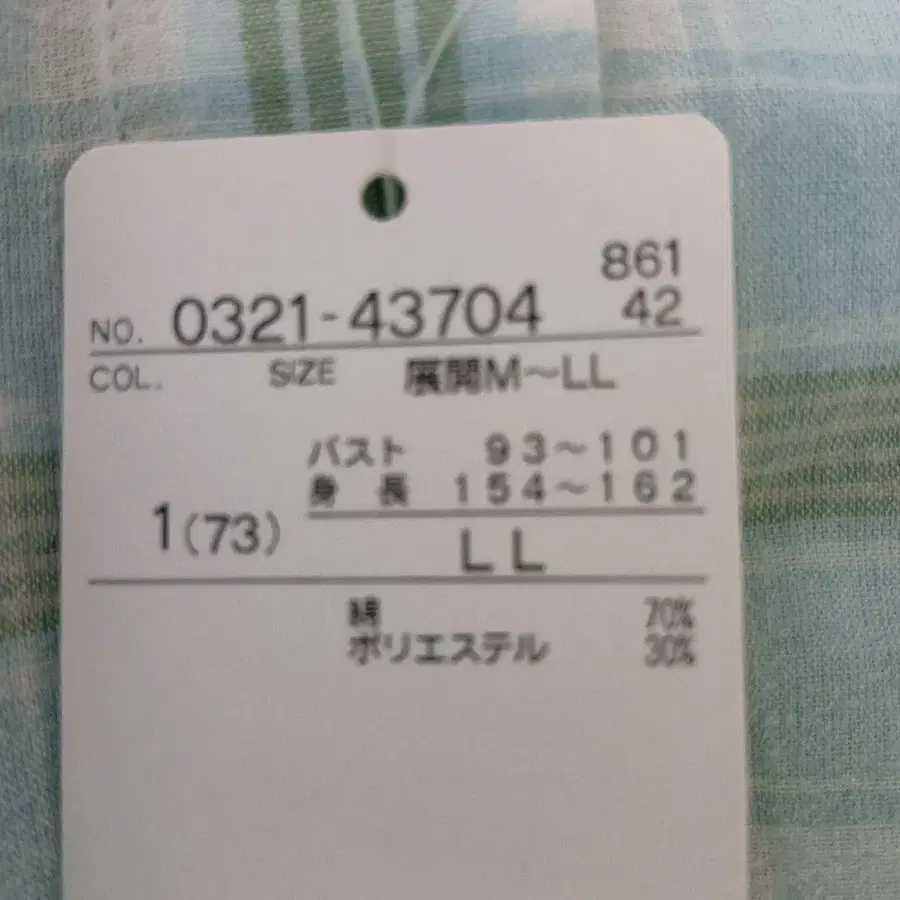 861
NO. 0321-43704 42
COL. SIZE 展開M～LL
バスト 93～101
身長 154～162
1(73) LL
綿 70%
ポリエステル 30%